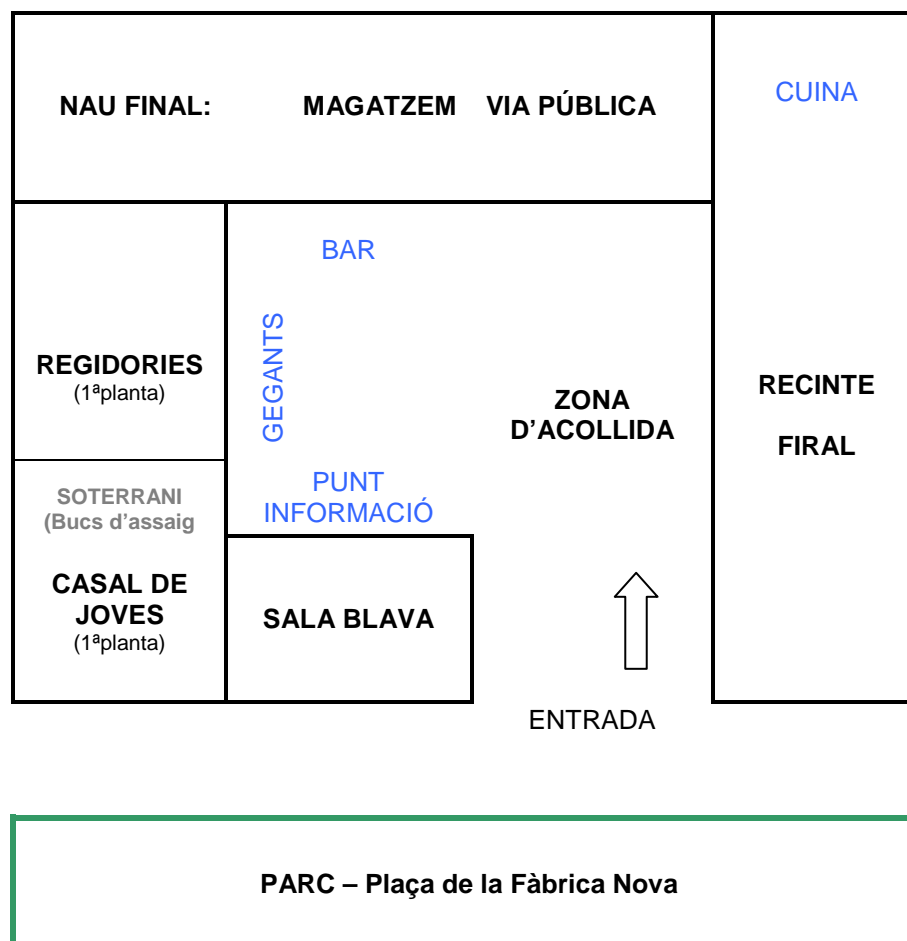 NAU FINAL: MAGATZEM VIA PÚBLICA
CUINA
BAR
GEGANTS
REGIDORIES
(1ªplanta)
ZONA
D’ACOLLIDA
RECINTE
FIRAL
PUNT
INFORMACIÓ
SOTERRANI
(Bucs d’assaig
CASAL DE
JOVES
(1ªplanta)
SALA BLAVA
ENTRADA
PARC – Plaça de la Fàbrica Nova